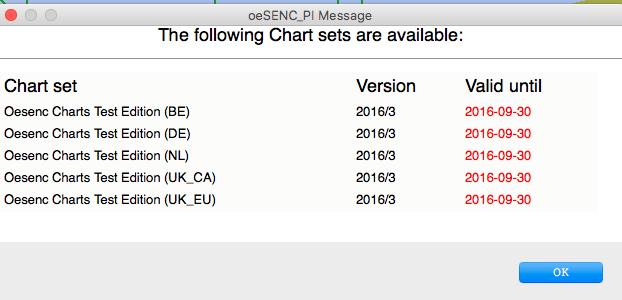 oeSENC_PI Message
The following Chart sets are available:
Chart set Version Valid until
Oesenc Charts Test Edition (BE) 2016/3 2016-09-30
Oesenc Charts Test Edition (DE) 2016/3 2016-09-30
Oesenc Charts Test Edition (NL) 2016/3 2016-09-30
Oesenc Charts Test Edition (UK_CA) 2016/3 2016-09-30
Oesenc Charts Test Edition (UK_EU) 2016/3 2016-09-30
OK